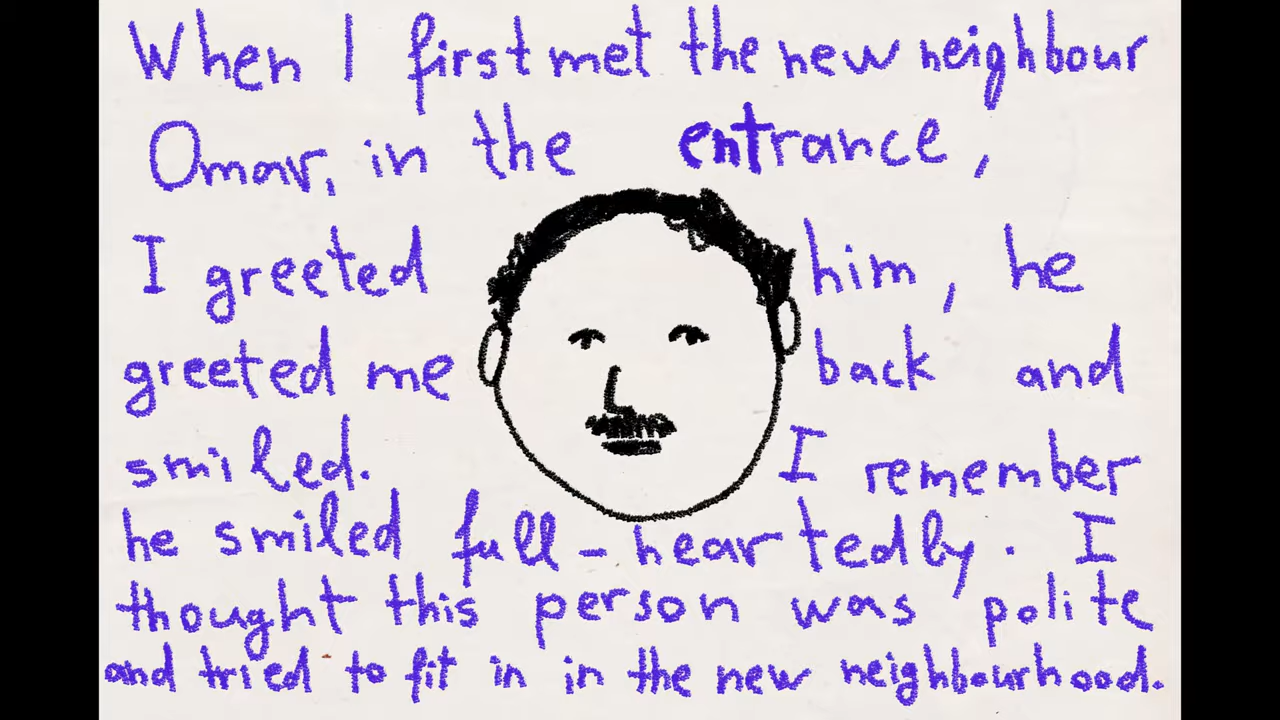 When I first met the new neighbour
Omar, in the entrance,
I greeted him, he
greeted me back and
smiled. I remember
he smiled full-heartedly. I
thought this person was polite
and tried to fit in in the new neighbourhood.